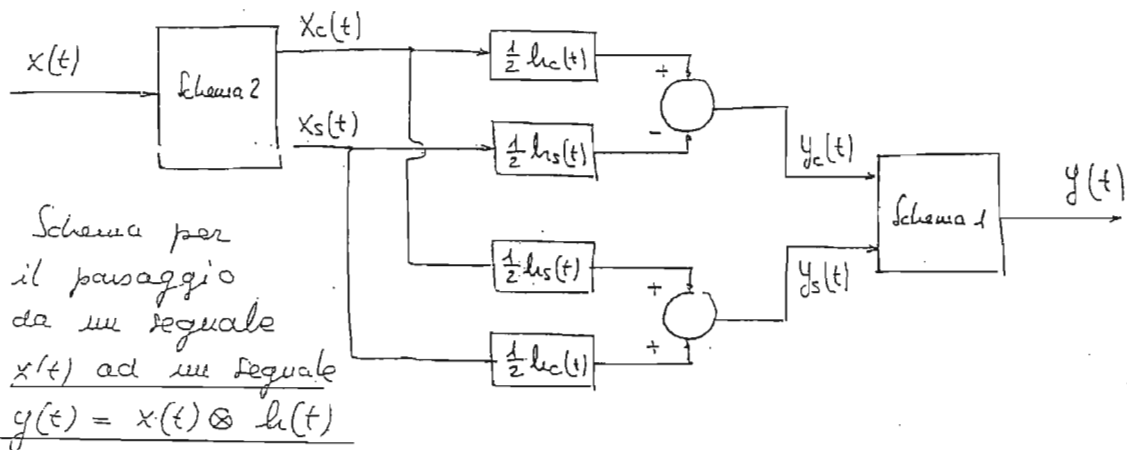 x(t)
Schema 2
Xc(t)
Xs(t)
½ hc(t)
½ hs(t)
½ hs(t)
½ hc(t)
+
-
+
+
yc(t)
ys(t)
Schema 1
y(t)
Schema per
il passaggio
da un segnale
x(t) ad un segnale
y(t) = x(t) ⊗ h(t)